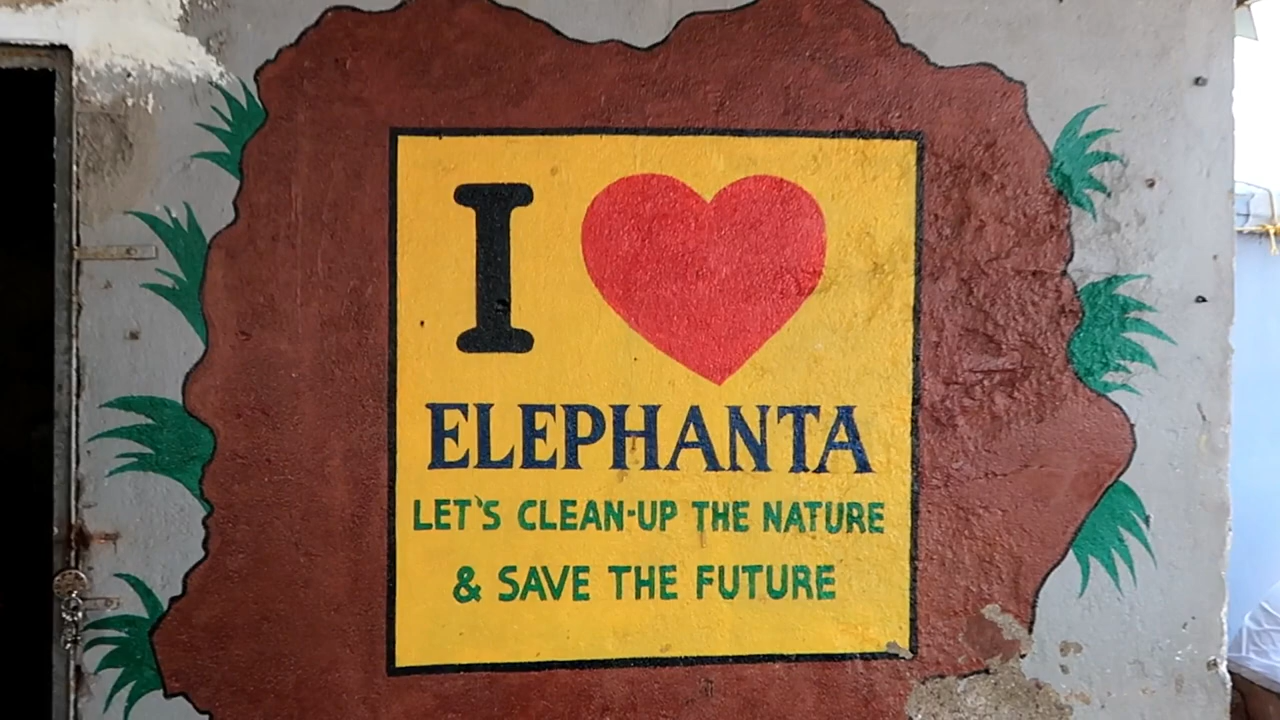 I ❤
ELEPHANTA
LET'S CLEAN-UP THE NATURE
& SAVE THE FUTURE